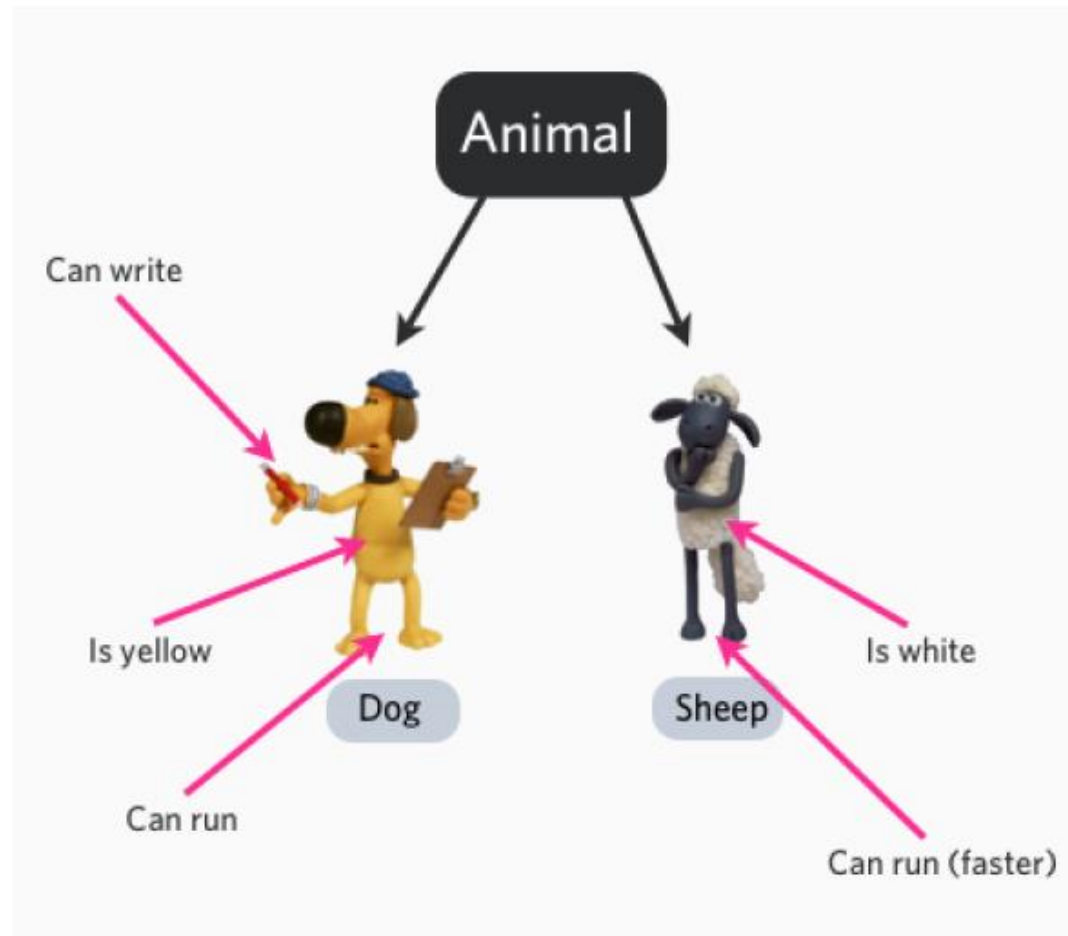 Animal
Can write
Is yellow
Is white
Dog
Sheep
Can run
Can run (faster)